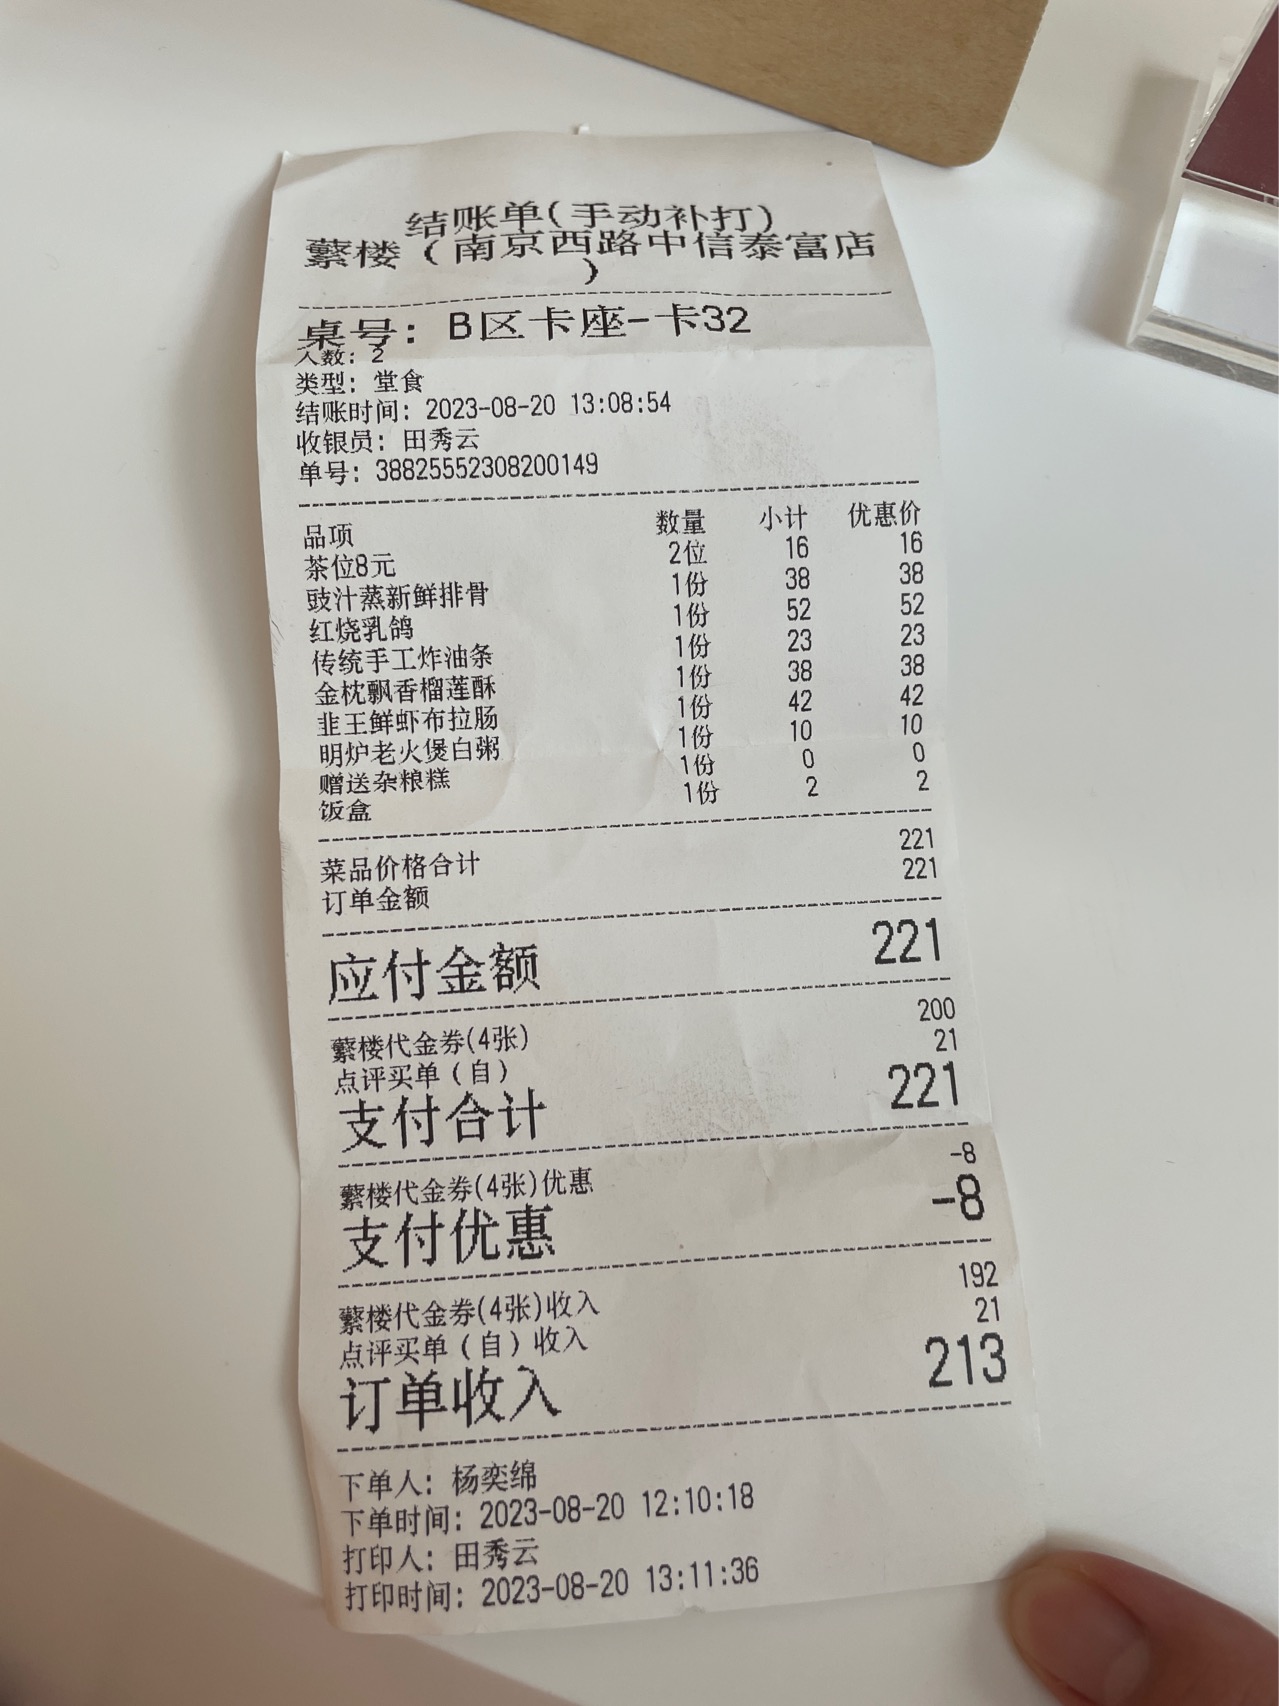 结账单(手动补打)
蘩楼（南京西路中信泰富店
）
桌号：B区卡座-卡32
人数：2
类型：堂食
结账时间：2023-08-20 13:08:54
收银员：田秀云
单号：38825552308200149
品项 数量 小计 优惠价
茶位8元 2位 16 16
豉汁蒸新鲜排骨 1份 38 38
红烧乳鸽 1份 52 52
传统手工炸油条 1份 23 23
金枕飘香榴莲酥 1份 38 38
韭王鲜虾布拉肠 1份 42 42
明炉老火煲白粥 1份 10 10
赠送杂粮糕 1份 0 0
饭盒 1份 2 2
菜品价格合计 221
订单金额 221
应付金额 221
蘩楼代金券(4张) 200
点评买单（自） 21
支付合计 221
蘩楼代金券(4张)优惠 -8
支付优惠 -8
蘩楼代金券(4张)收入 192
点评买单（自）收入 21
订单收入 213
下单人：杨奕绵
下单时间：2023-08-20 12:10:18
打印人：田秀云
打印时间：2023-08-20 13:11:36